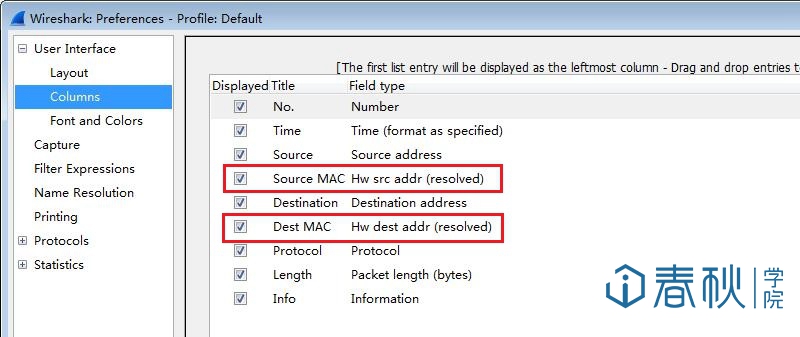 Wireshark: Preferences - Profile: Default
User Interface
Layout
Columns
Font and Colors
Capture
Filter Expressions
Name Resolution
Printing
Protocols
Statistics
[The first list entry will be displayed as the leftmost column - Drag and drop entries to
Displayed Title Field type
No. Number
Time Time (format as specified)
Source Source address
Source MAC Hw src addr (resolved)
Destination Destination address
Dest MAC Hw dest addr (resolved)
Protocol Protocol
Length Packet length (bytes)
Info Information
春秋学院